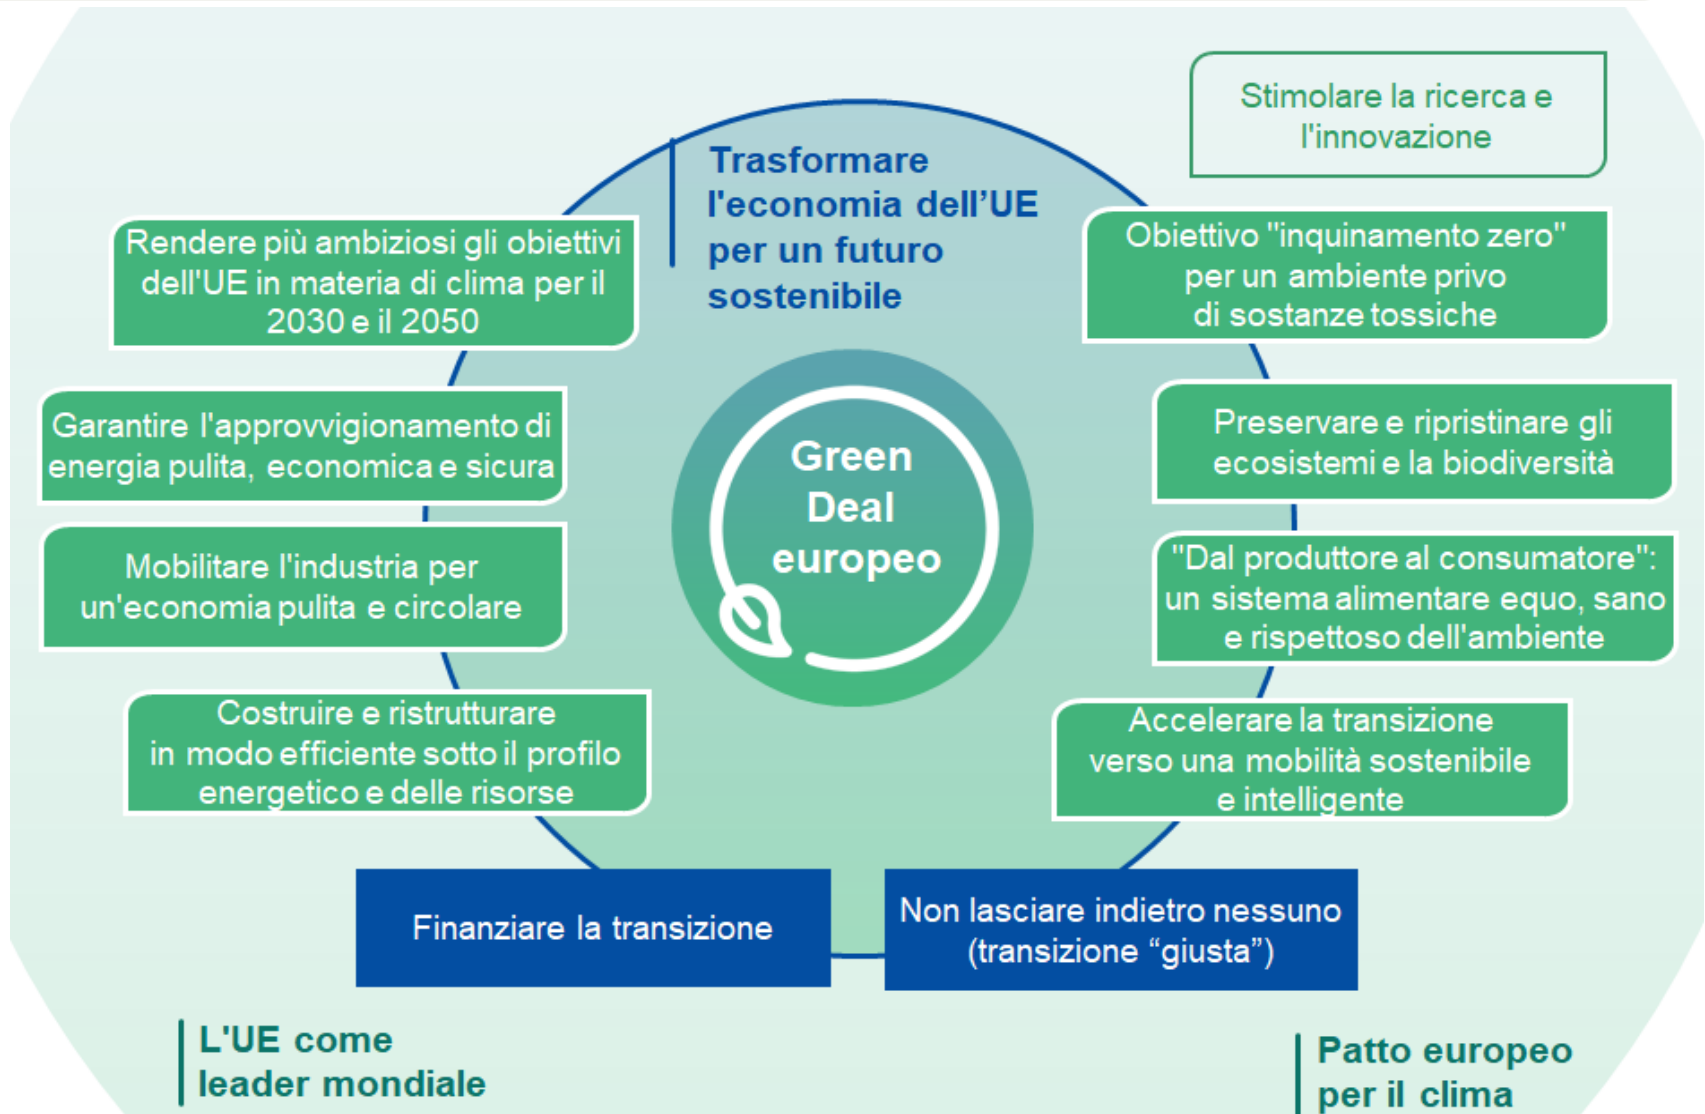 Stimolare la ricerca e
l'innovazione
Trasformare
l'economia dell’UE
per un futuro
sostenibile
Rendere più ambiziosi gli obiettivi
dell'UE in materia di clima per il
2030 e il 2050
Obiettivo "inquinamento zero"
per un ambiente privo
di sostanze tossiche
Garantire l'approvvigionamento di
energia pulita, economica e sicura
Preservare e ripristinare gli
ecosistemi e la biodiversità
Green
Deal
europeo
Mobilitare l'industria per
un'economia pulita e circolare
"Dal produttore al consumatore":
un sistema alimentare equo, sano
e rispettoso dell'ambiente
Costruire e ristrutturare
in modo efficiente sotto il profilo
energetico e delle risorse
Accelerare la transizione
verso una mobilità sostenibile
e intelligente
Finanziare la transizione
Non lasciare indietro nessuno
(transizione “giusta”)
L'UE come
leader mondiale
Patto europeo
per il clima